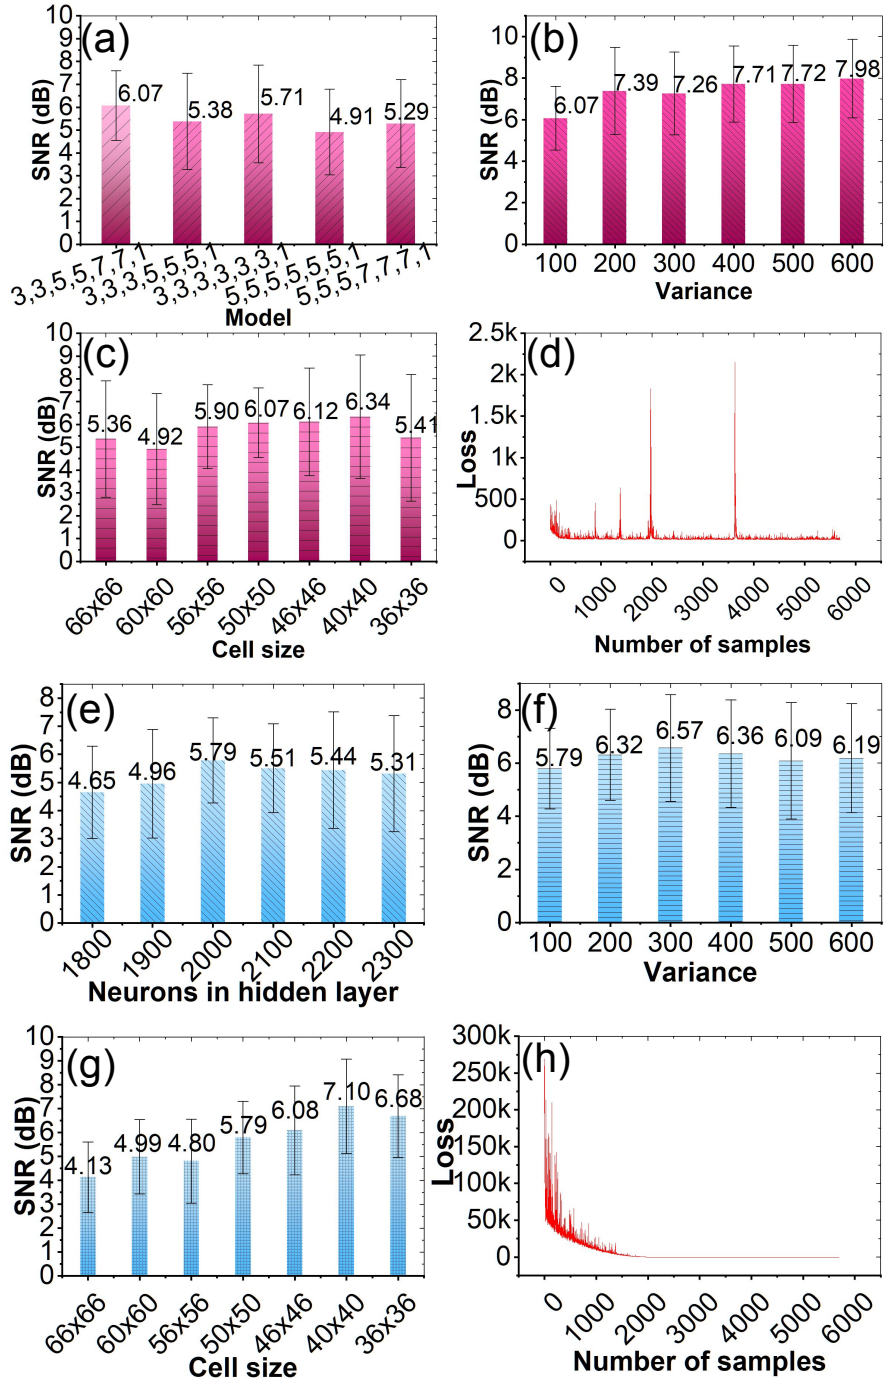 (a)
SNR (dB)
10
9
8
7
6
5
4
3
2
1
0
6.07
5.38
5.71
4.91
5.29
3,3,5,5,7,7,1
3,3,3,5,5,5,1
3,3,3,3,3,3,1
5,5,5,5,5,5,1
5,5,5,7,7,7,1
Model
(b)
SNR (dB)
10
8
6
4
2
0
6.07
7.39
7.26
7.71
7.72
7.98
100 200 300 400 500 600
Variance
(c)
SNR (dB)
10
9
8
7
6
5
4
3
2
1
0
5.36
4.92
5.90
6.07
6.12
6.34
5.41
66x66
60x60
56x56
50x50
46x46
40x40
36x36
Cell size
(d)
Loss
2.5k
2k
1.5k
1k
500
0
0
1000
2000
3000
4000
5000
6000
Number of samples
(e)
SNR (dB)
8
7
6
5
4
3
2
1
0
4.65
4.96
5.79
5.51
5.44
5.31
1800
1900
2000
2100
2200
2300
Neurons in hidden layer
(f)
SNR (dB)
8
6
4
2
0
5.79
6.32
6.57
6.36
6.09
6.19
100 200 300 400 500 600
Variance
(g)
SNR (dB)
10
9
8
7
6
5
4
3
2
1
0
4.13
4.99
4.80
5.79
6.08
7.10
6.68
66x66
60x60
56x56
50x50
46x46
40x40
36x36
Cell size
(h)
Loss
300k
250k
200k
150k
100k
50k
0
0
1000
2000
3000
4000
5000
6000
Number of samples